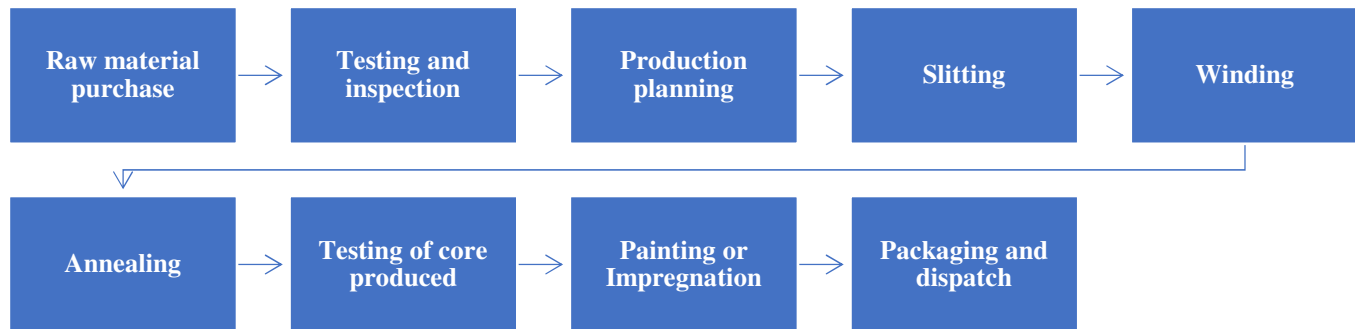 Raw material
purchase
Testing and
inspection
Production
planning
Slitting
Winding
Annealing
Testing of core
produced
Painting or
Impregnation
Packaging and
dispatch